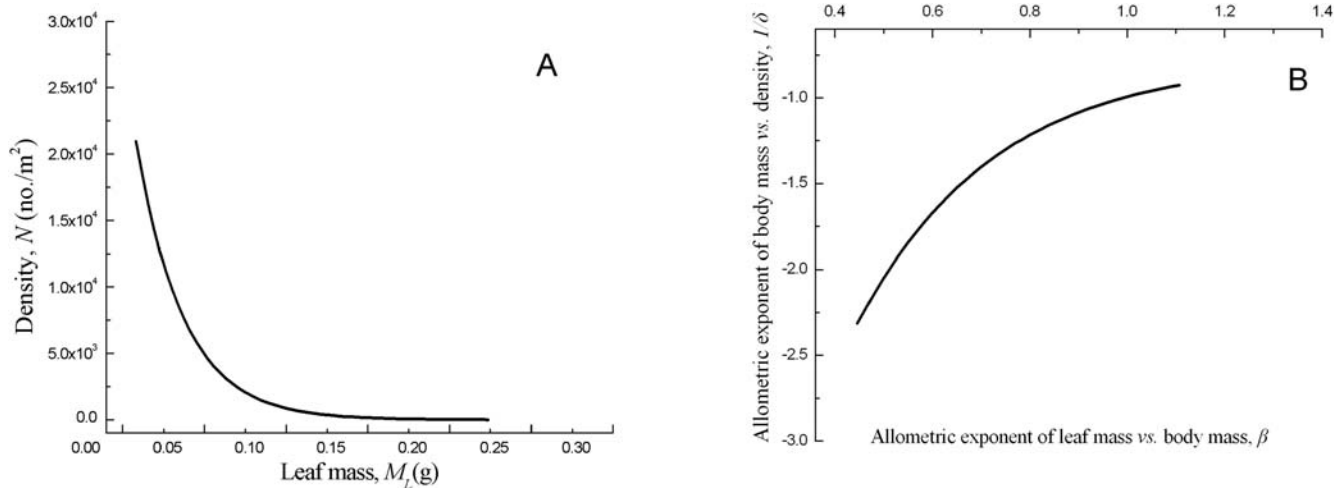 3.0x10⁴
2.5x10⁴
2.0x10⁴
1.5x10⁴
1.0x10⁴
5.0x10³
0.0
Density, N (no./m²)
A
0.00 0.05 0.10 0.15 0.20 0.25 0.30
Leaf mass, M_L(g)
0.4 0.6 0.8 1.0 1.2 1.4
Allometric exponent of body mass vs. density, 1/δ
B
-1.0
-1.5
-2.0
-2.5
-3.0
Allometric exponent of leaf mass vs. body mass, β